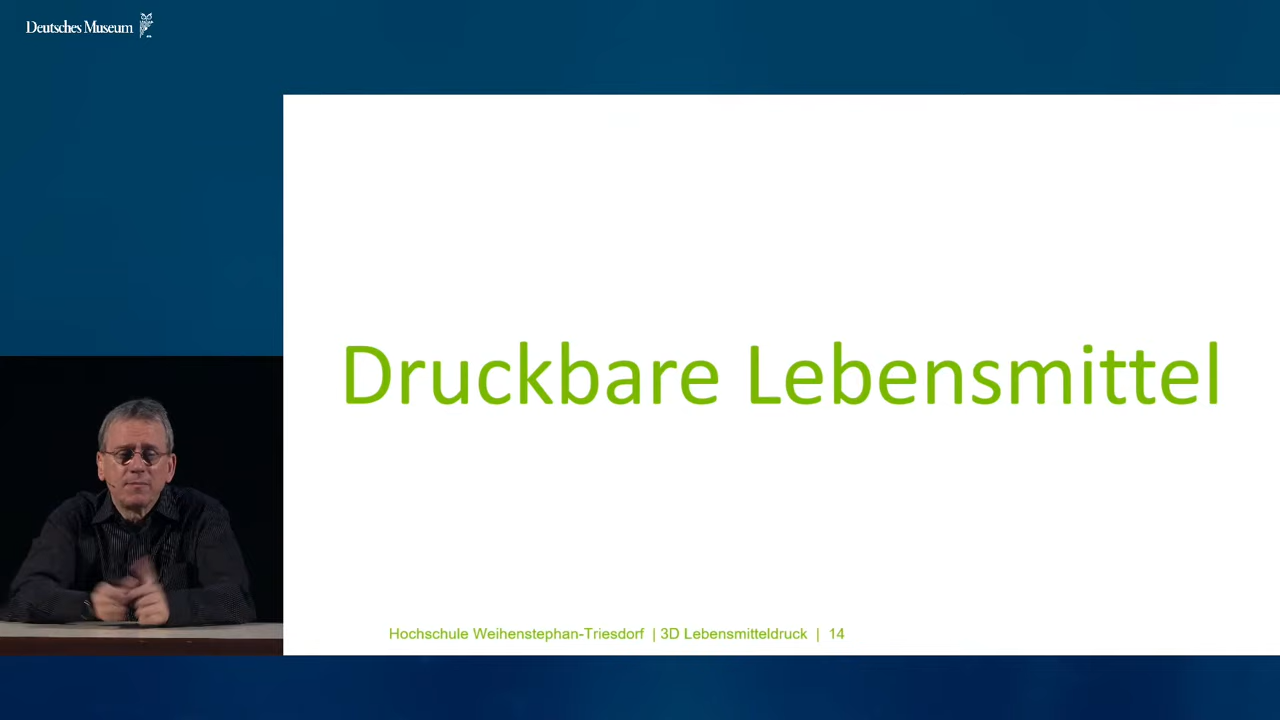 Deutsches Museum
Druckbare Lebensmittel
Hochschule Weihenstephan-Triesdorf | 3D Lebensmitteldruck | 14